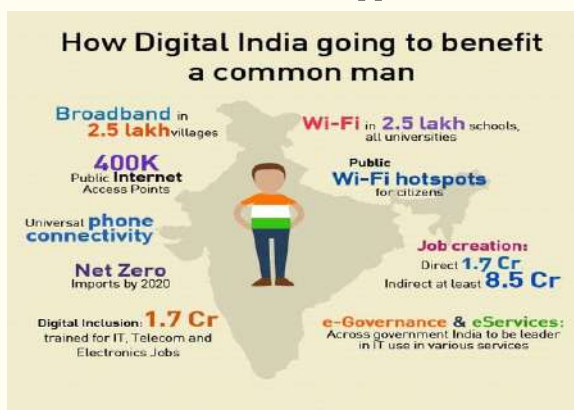 How Digital India going to benefit
a common man
Broadband in
2.5 lakh villages
400K
Public Internet
Access Points
Universal phone
connectivity
Net Zero
Imports by 2020
Digital Inclusion: 1.7 Cr
trained for IT, Telecom and
Electronics Jobs
Wi-Fi in 2.5 lakh schools,
all universities
Public
Wi-Fi hotspots
for citizens
Job creation:
Direct 1.7 Cr
Indirect at least 8.5 Cr
e-Governance & eServices:
Across government India to be leader
in IT use in various services